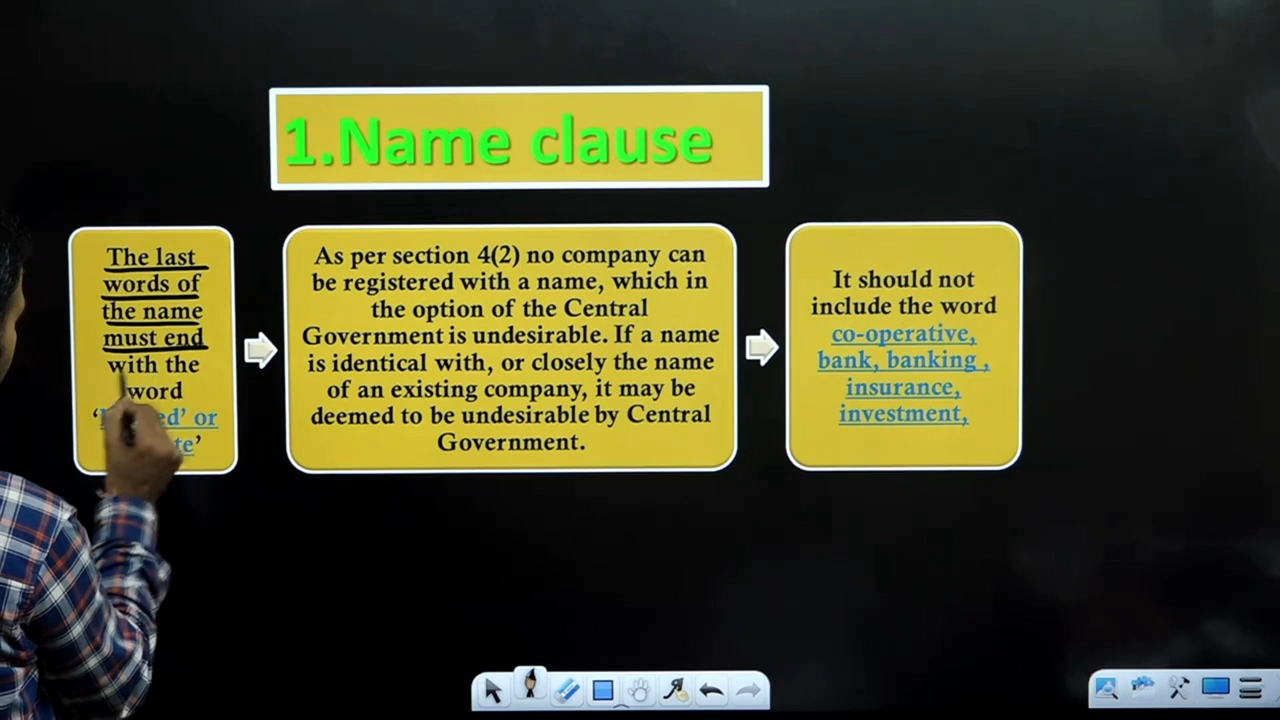 1.Name clause
The last
words of
the name
must end
with the
word
or
As per section 4(2) no company can
be registered with a name, which in
the option of the Central
Government is undesirable. If a name
is identical with, or closely the name
of an existing company, it may be
deemed to be undesirable by Central
Government.
It should not
include the word
co-operative,
bank, banking ,
insurance,
investment,